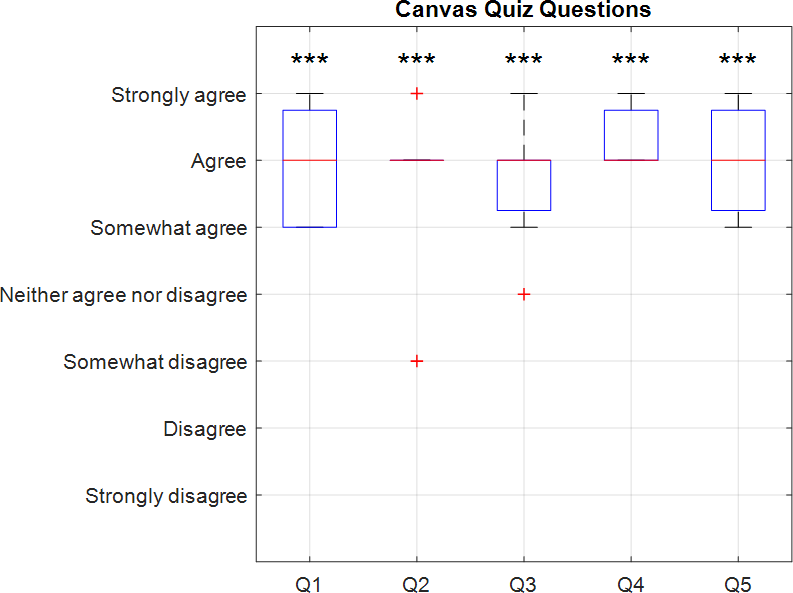 Canvas Quiz Questions
*** *** *** *** ***
Strongly agree
Agree
Somewhat agree
Neither agree nor disagree
Somewhat disagree
Disagree
Strongly disagree
Q1 Q2 Q3 Q4 Q5